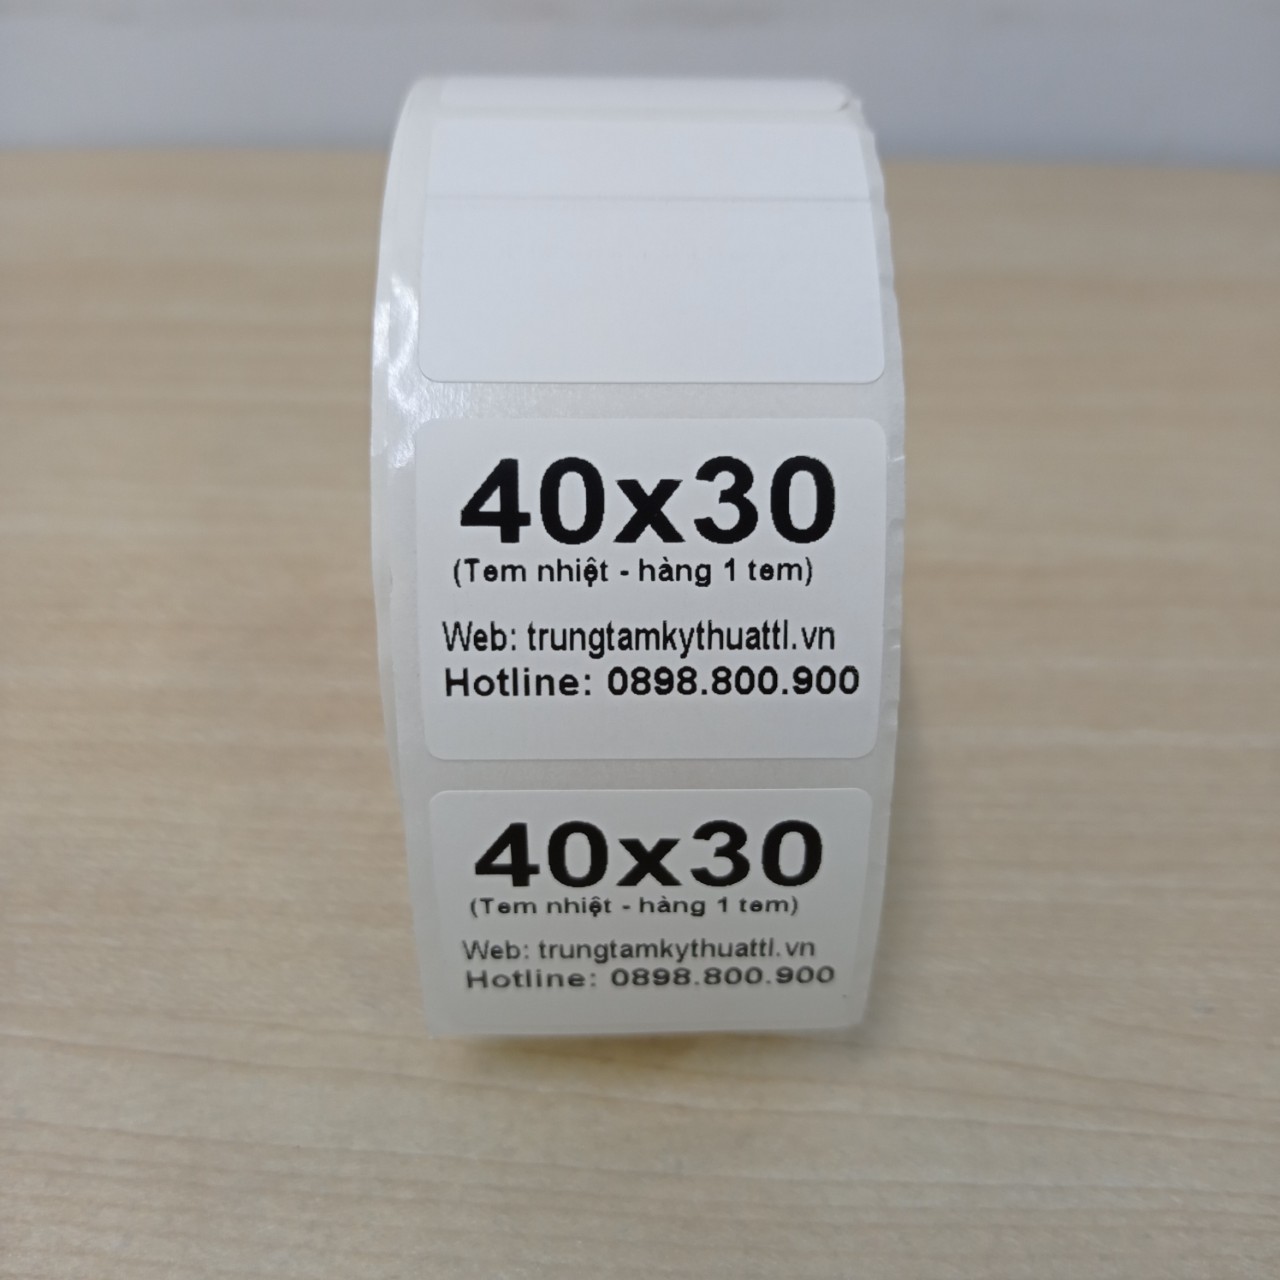 40x30
(Tem nhiệt - hàng 1 tem)
Web: trungtamkythuattl.vn
Hotline: 0898.800.900
40x30
(Tem nhiệt - hàng 1 tem)
Web: trungtamkythuattl.vn
Hotline: 0898.800.900